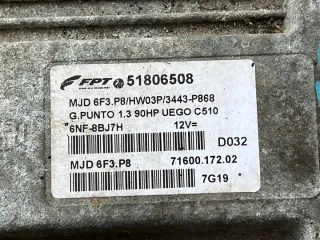 FPT 51806508
MJD 6F3.P8/HW03P/3443-P868
G.PUNTO 1.3 90HP UEGO C510
6NF-8BJ7H 12V=
D032
MJD 6F3.P8 71600.172.02
7G19